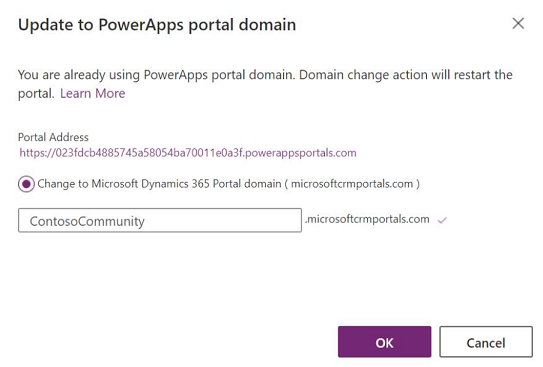 Update to PowerApps portal domain
You are already using PowerApps portal domain. Domain change action will restart the
portal. Learn More
Portal Address
https://023fdcb4885745a58054ba70011e0a3f.powerappsportals.com
Change to Microsoft Dynamics 365 Portal domain ( microsoftcrmportals.com )
ContosoCommunity .microsoftcrmportals.com
OK Cancel